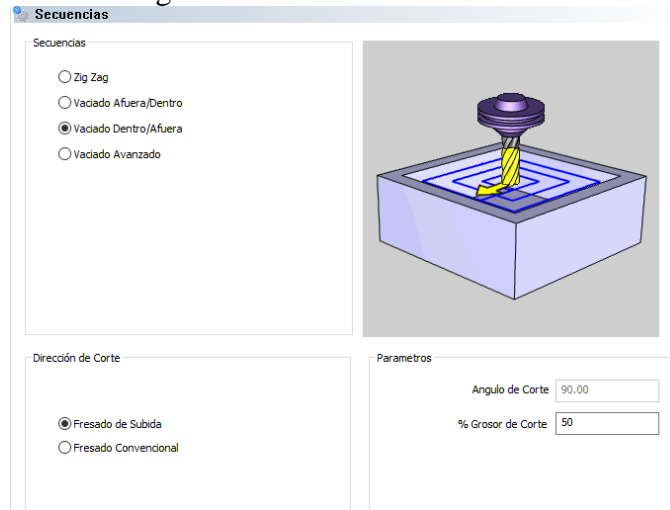 Secuencias
Secuencias
Zig Zag
Vaciado Afuera/Dentro
Vaciado Dentro/Afuera
Vaciado Avanzado
Dirección de Corte
Fresado de Subida
Fresado Convencional
Parametros
Angulo de Corte 90.00
% Grosor de Corte 50